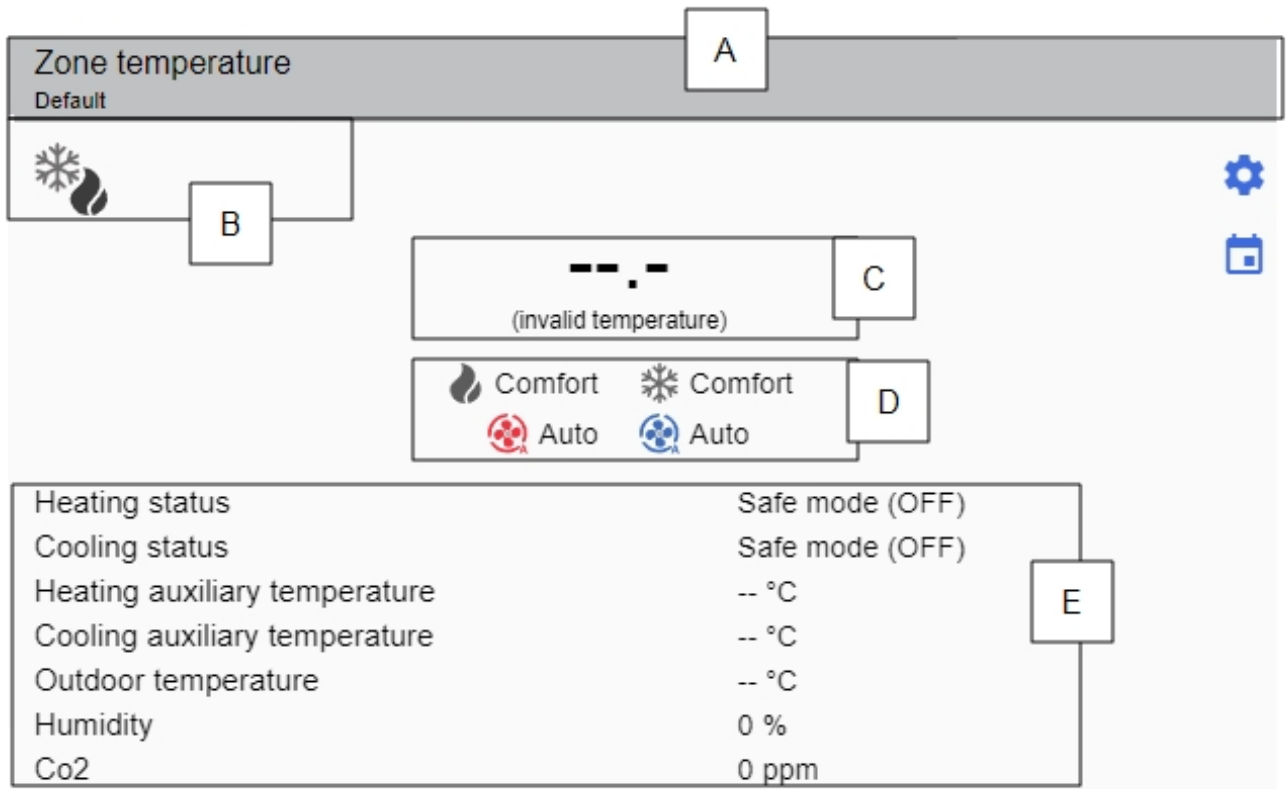 A
Zone temperature
Default
B
--.-
(invalid temperature)
C
Comfort Comfort
Auto Auto
D
Heating status Safe mode (OFF)
Cooling status Safe mode (OFF)
Heating auxiliary temperature -- °C
Cooling auxiliary temperature -- °C
Outdoor temperature -- °C
Humidity 0 %
Co2 0 ppm
E